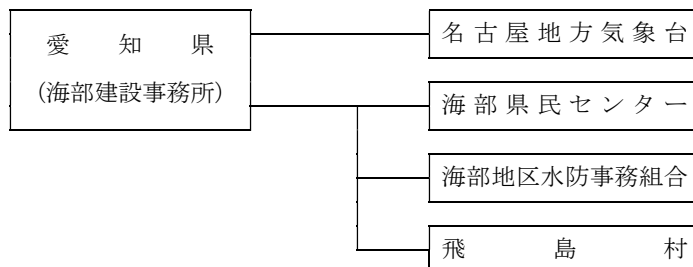 愛知県
(海部建設事務所)
名古屋地方気象台
海部県民センター
海部地区水防事務組合
飛島村